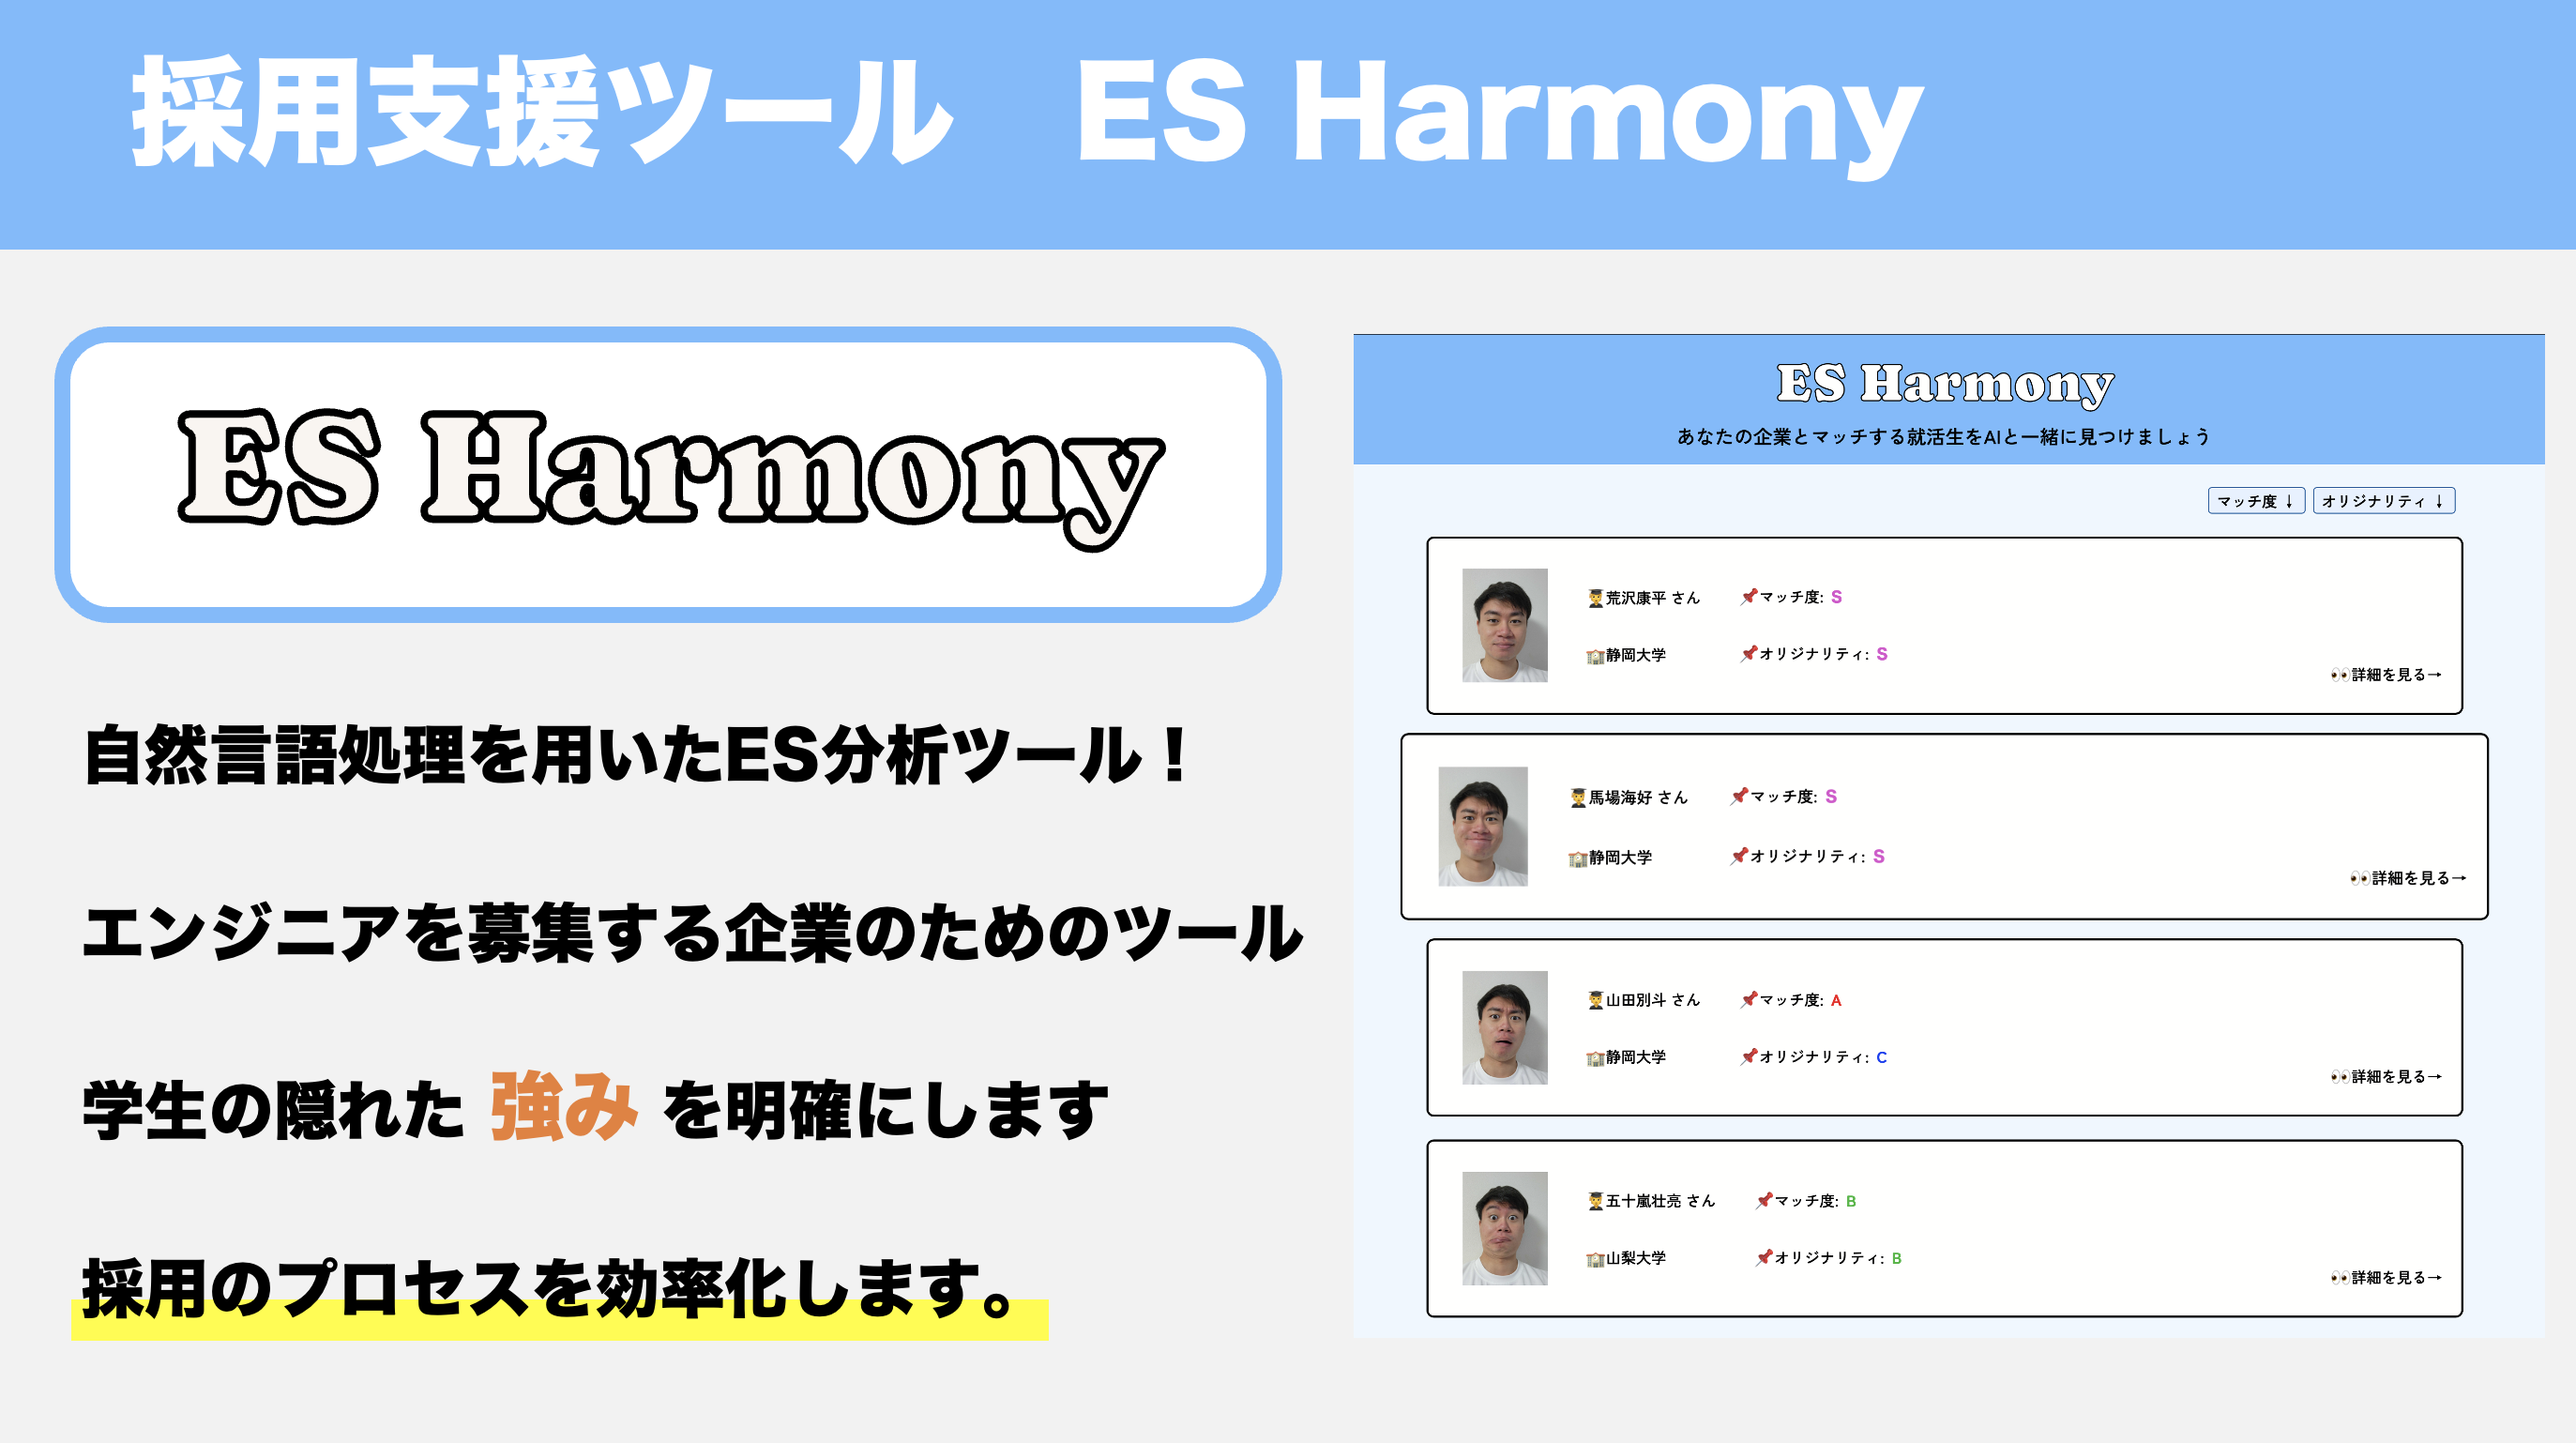 採用支援ツール　ES Harmony
ES Harmony
自然言語処理を用いたES分析ツール！
エンジニアを募集する企業のためのツール
学生の隠れた 強み を明確にします
採用のプロセスを効率化します。
ES Harmony
あなたの企業とマッチする就活生をAIと一緒に見つけましょう
マッチ度 ↓ オリジナリティ ↓
👨‍🎓荒沢康平 さん 📌マッチ度: S
🏫静岡大学 📌オリジナリティ: S
👀詳細を見る→
👨‍🎓馬場海好 さん 📌マッチ度: S
🏫静岡大学 📌オリジナリティ: S
👀詳細を見る→
👨‍🎓山田別斗 さん 📌マッチ度: A
🏫静岡大学 📌オリジナリティ: C
👀詳細を見る→
👨‍🎓五十嵐壮亮 さん 📌マッチ度: B
🏫山梨大学 📌オリジナリティ: B
👀詳細を見る→